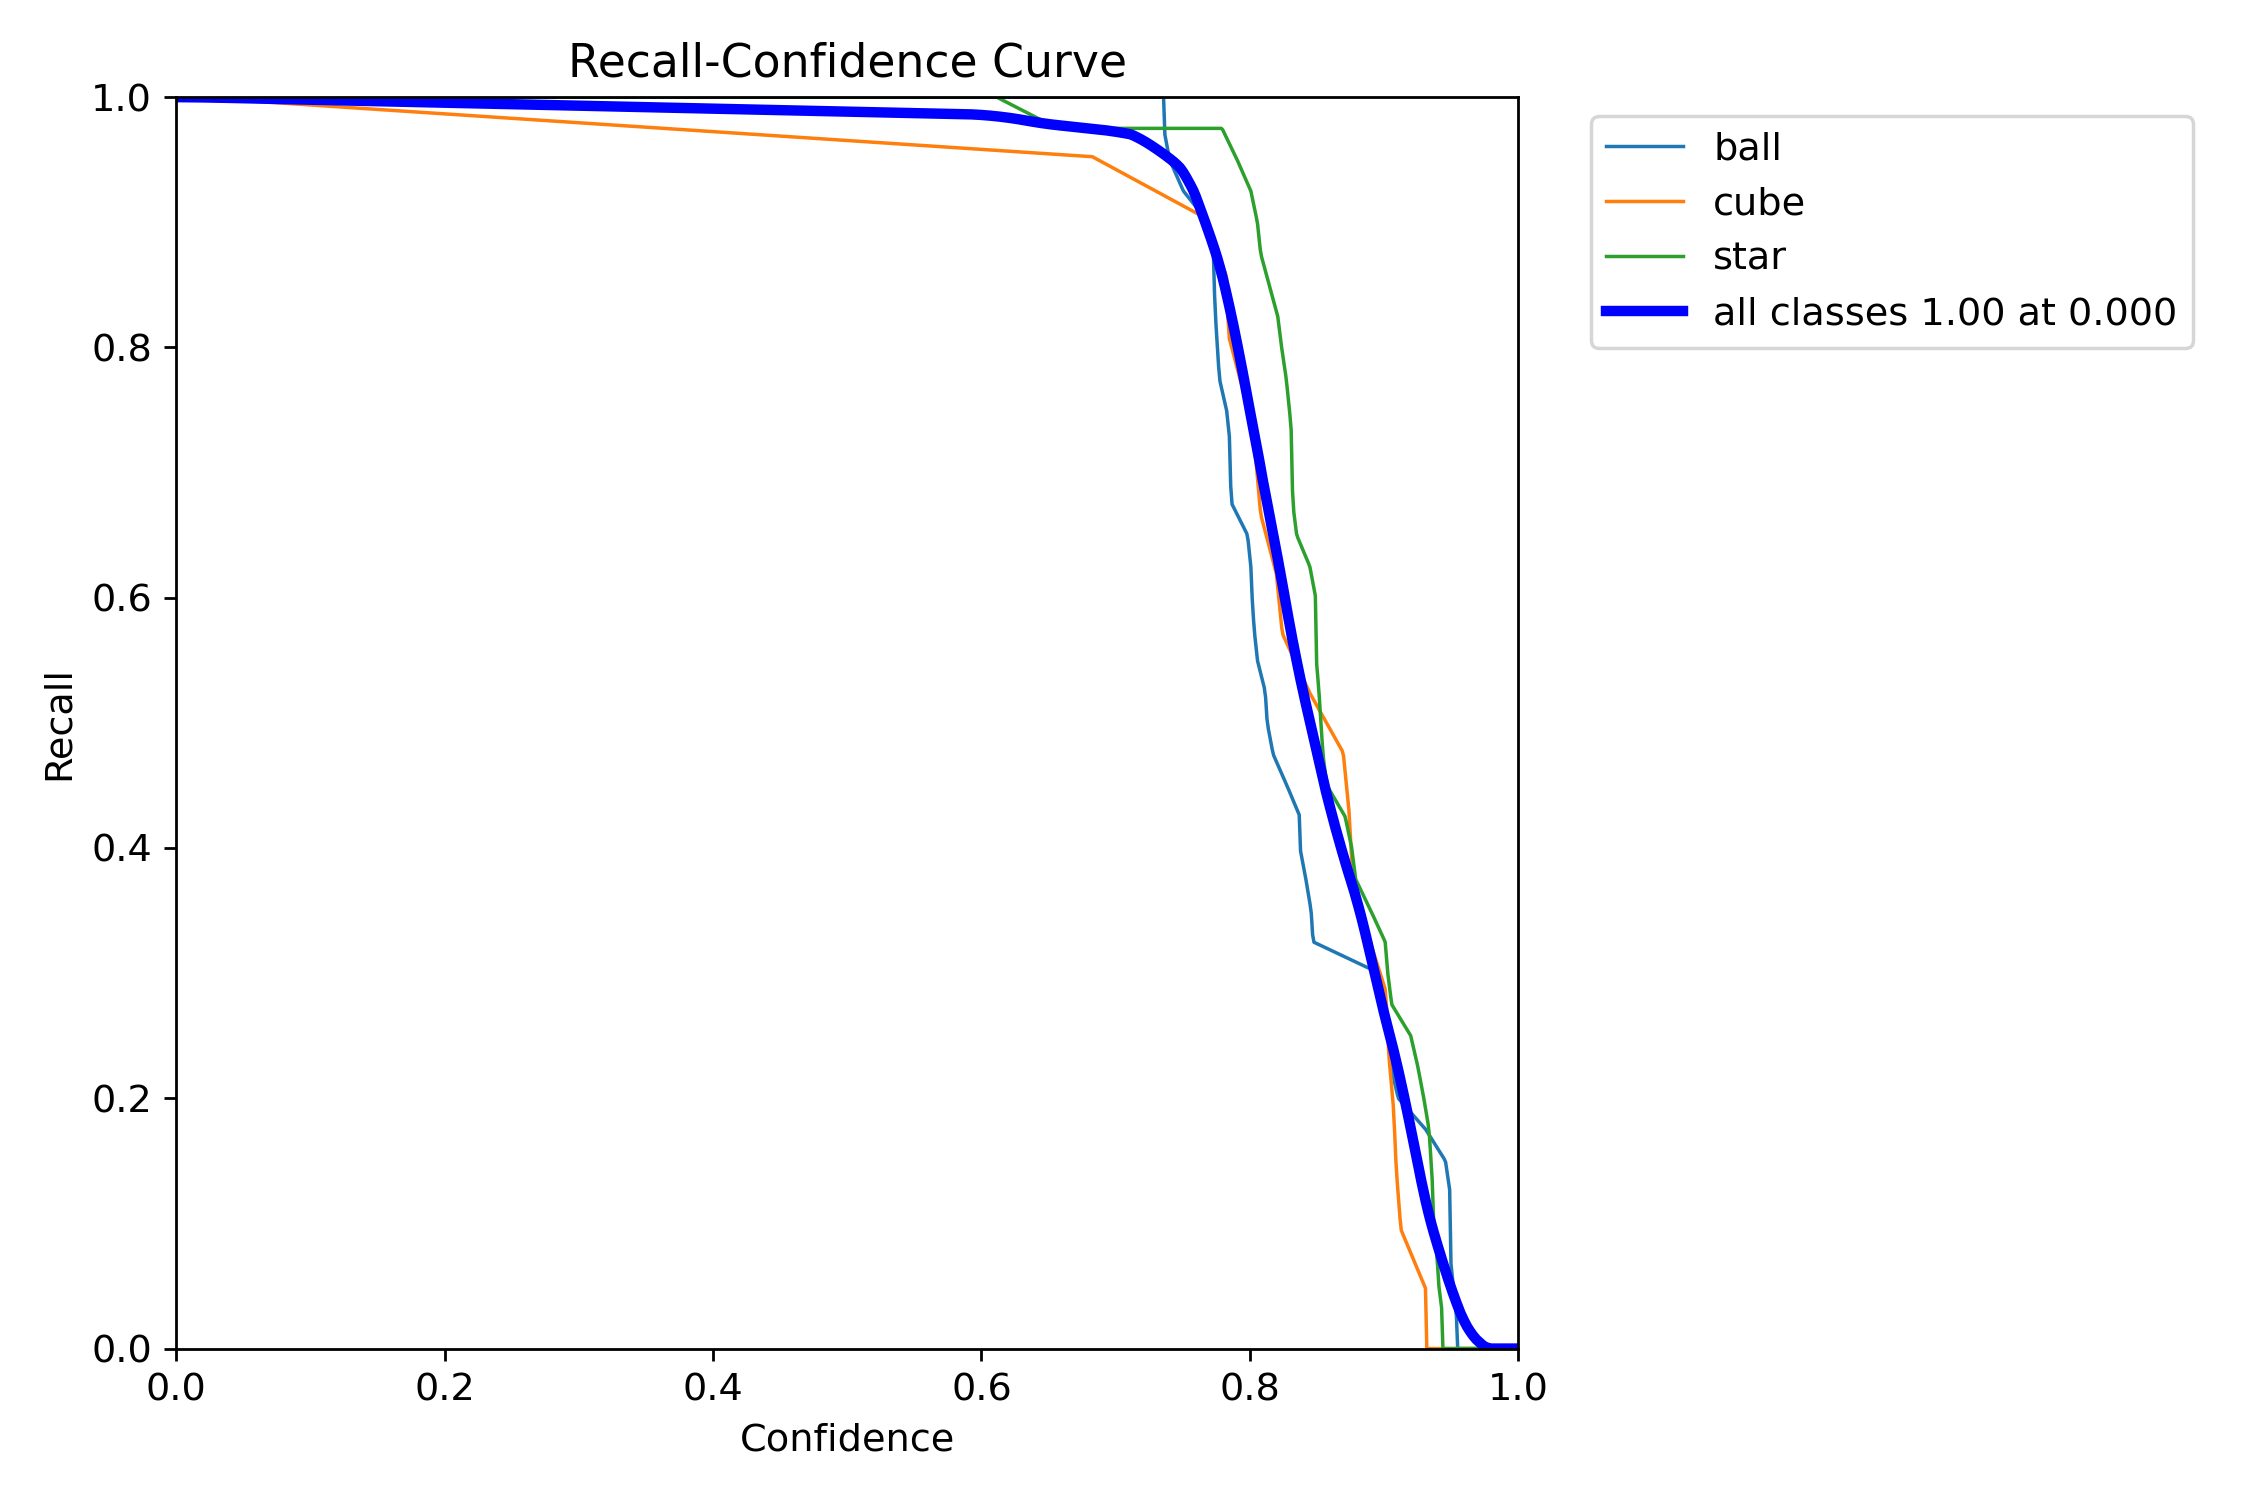 Recall-Confidence Curve
1.0
0.8
0.6
0.4
0.2
0.0
Recall
0.0 0.2 0.4 0.6 0.8 1.0
Confidence
ball
cube
star
all classes 1.00 at 0.000